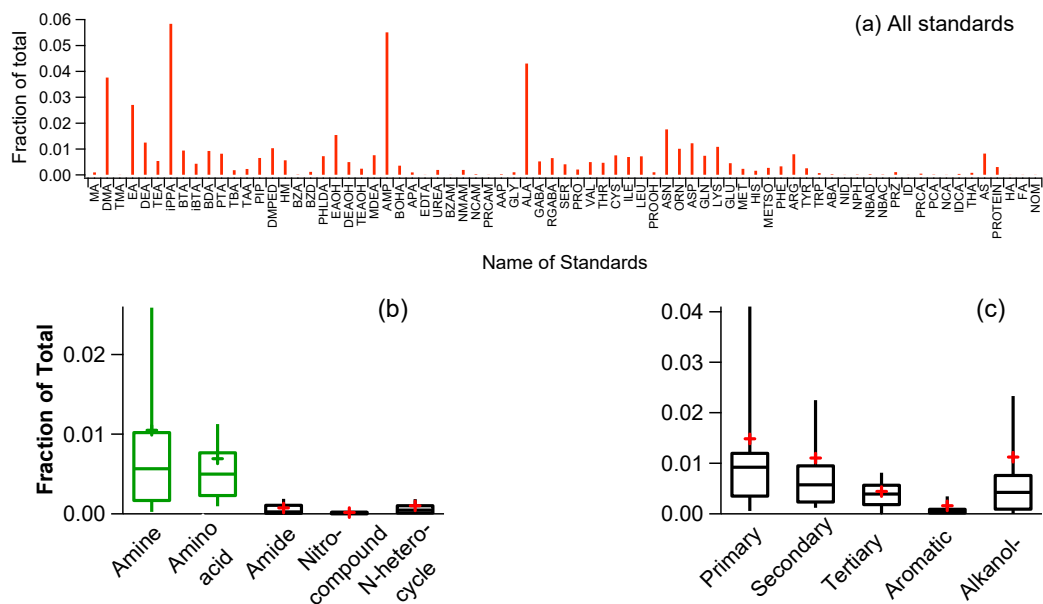 (a) All standards
Fraction of total
0.06
0.05
0.04
0.03
0.02
0.01
0.00
MA
DMA
TMA
EA
DEA
TEA
iPPA
BTA
iBTA
BDA
PTA
TBA
TAA
PIP
DMPED
HM
BZA
BZD
PHLDA
EAOH
DEAOH
TEAOH
MDEA
AMP
BOHA
APA
EDTA
UREA
BZAM
NMAM
NCAM
PRCAM
AAP
GLY
ALA
GABA
RGABA
SER
PRO
VAL
THR
CYS
ILE
LEU
PROOH
ASN
ORN
ASP
GLN
LYS
GLU
MET
HIS
METSO
PHE
ARG
TYR
TRP
ABA
NID
NPH
NBAD
NBAC
PRZ
ID
PRCA
PCA
NCA
IDCA
THA
AS
PROTEIN
HA
FA
NOM
Name of Standards
(b)
Fraction of Total
0.02
0.01
0.00
Amine
Amino
acid
Amide
Nitro-
compound
N-hetero-
cycle
(c)
0.04
0.03
0.02
0.01
0.00
Primary
Secondary
Tertiary
Aromatic
Alkanol-